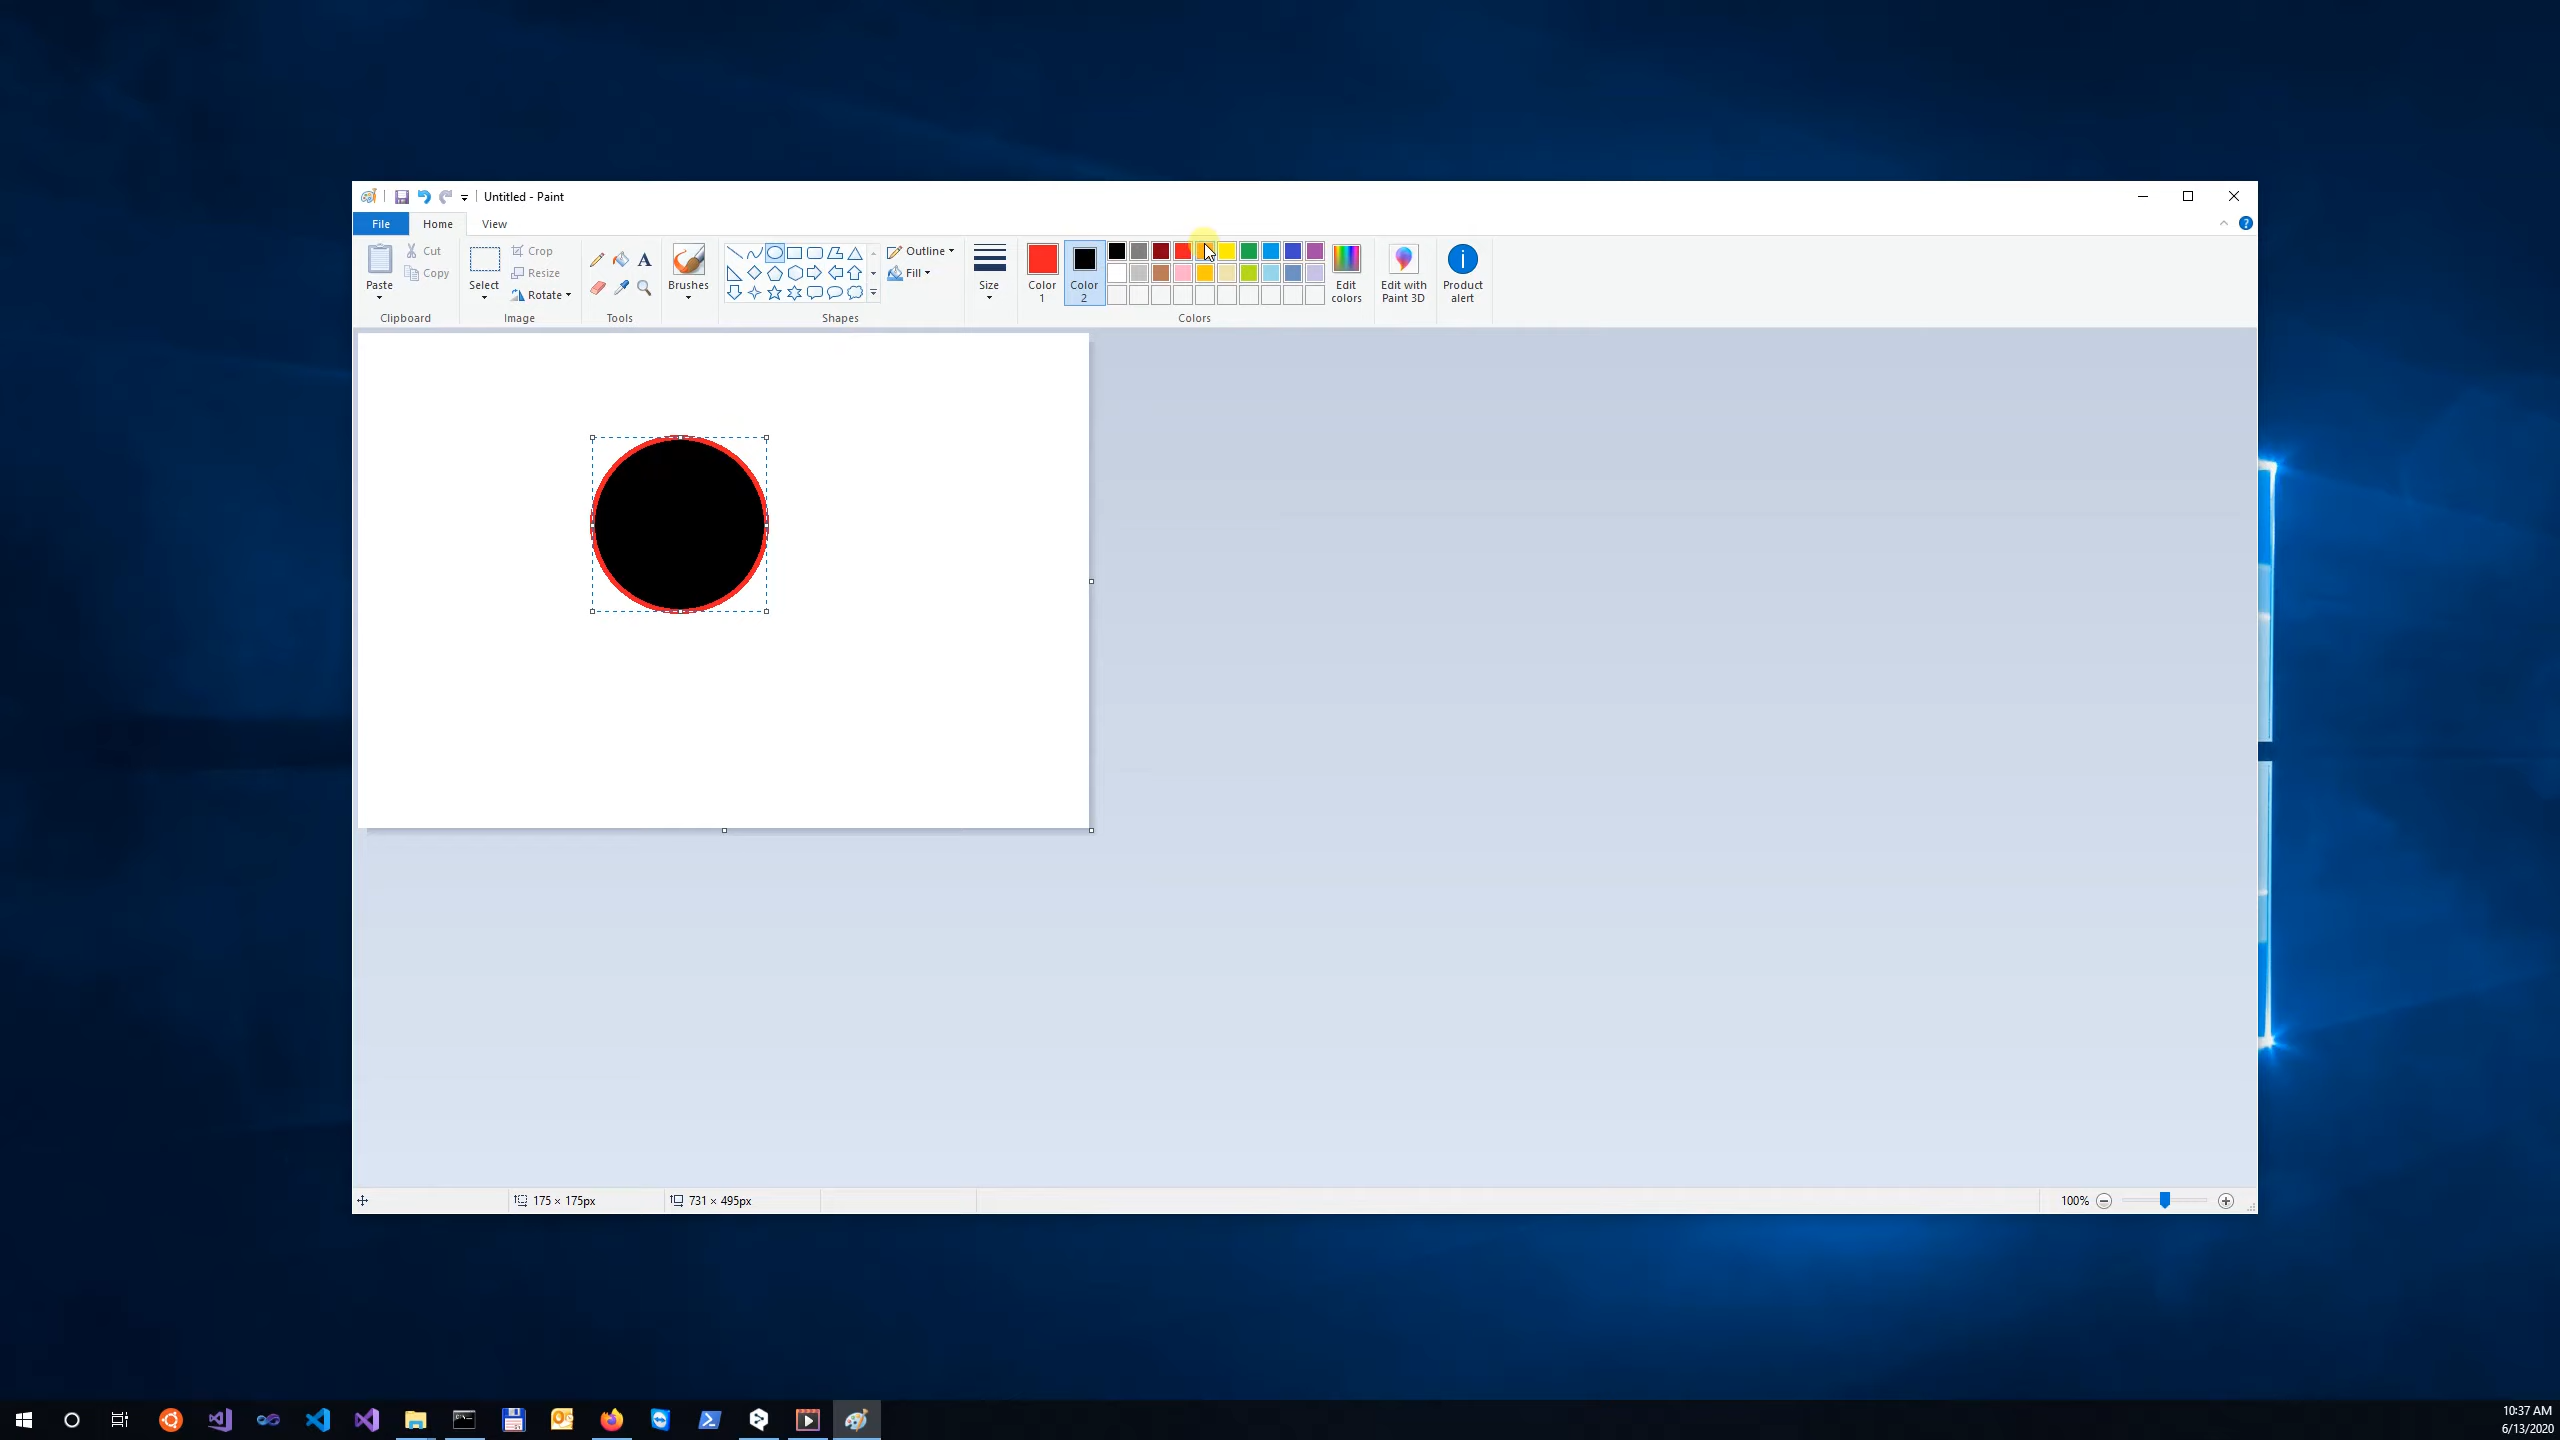 Untitled - Paint
File Home View
Paste
Cut
Copy
Clipboard
Select
Crop
Resize
Rotate
Image
A
Tools
Brushes
Outline
Fill
Shapes
Size
Color
1
Color
2
Edit
colors
Colors
Edit with
Paint 3D
Product
alert
175 × 175px
731 × 495px
100%
10:37 AM
6/13/2020